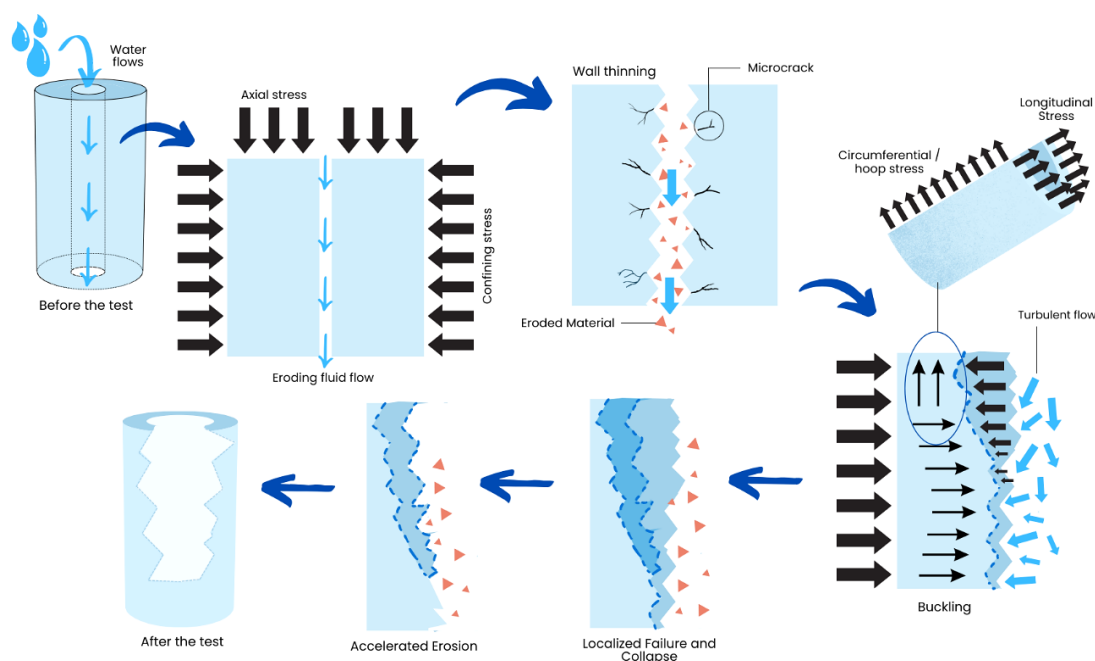 Water
flows
Before the test
Axial stress
Confining stress
Eroding fluid flow
Wall thinning
Microcrack
Eroded Material
Longitudinal
Stress
Circumferential /
hoop stress
Turbulent flow
Buckling
Localized Failure and
Collapse
Accelerated Erosion
After the test